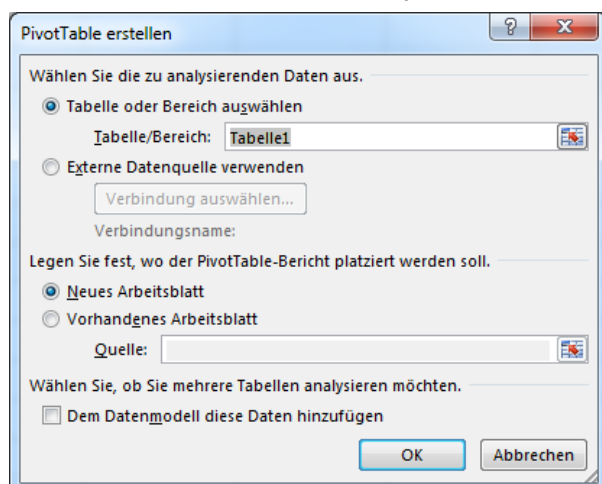 PivotTable erstellen
Wählen Sie die zu analysierenden Daten aus.
Tabelle oder Bereich auswählen
Tabelle/Bereich: Tabelle1
Externe Datenquelle verwenden
Verbindung auswählen...
Verbindungsname:
Legen Sie fest, wo der PivotTable-Bericht platziert werden soll.
Neues Arbeitsblatt
Vorhandenes Arbeitsblatt
Quelle:
Wählen Sie, ob Sie mehrere Tabellen analysieren möchten.
Dem Datenmodell diese Daten hinzufügen
OK Abbrechen